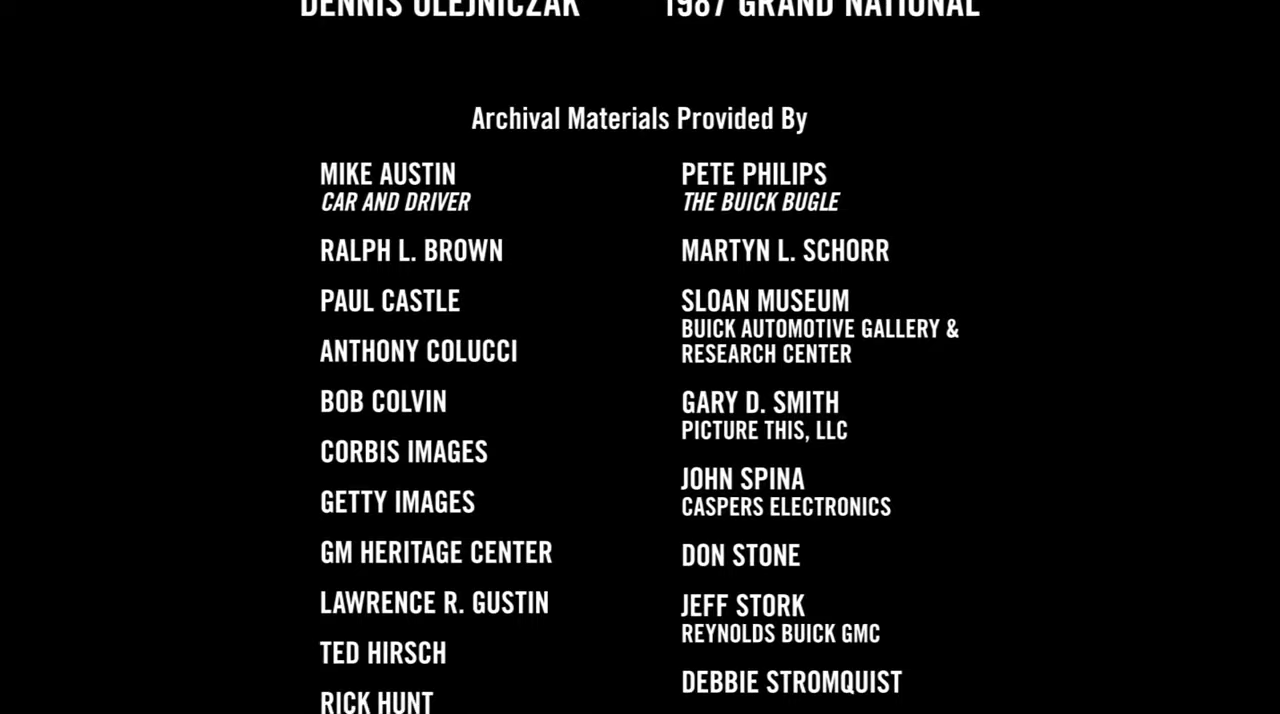 DENNIS OLEJNICZAK
1987 GRAND NATIONAL
Archival Materials Provided By
MIKE AUSTIN
CAR AND DRIVER
RALPH L. BROWN
PAUL CASTLE
ANTHONY COLUCCI
BOB COLVIN
CORBIS IMAGES
GETTY IMAGES
GM HERITAGE CENTER
LAWRENCE R. GUSTIN
TED HIRSCH
RICK HUNT
PETE PHILIPS
THE BUICK BUGLE
MARTYN L. SCHORR
SLOAN MUSEUM
BUICK AUTOMOTIVE GALLERY &
RESEARCH CENTER
GARY D. SMITH
PICTURE THIS, LLC
JOHN SPINA
CASPERS ELECTRONICS
DON STONE
JEFF STORK
REYNOLDS BUICK GMC
DEBBIE STROMQUIST